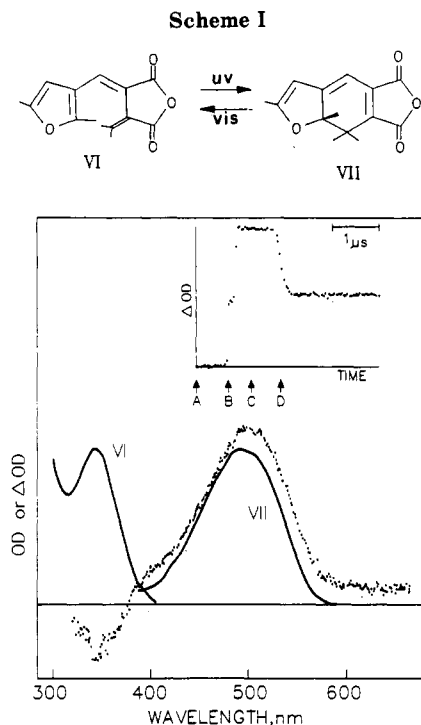 Scheme I
O
uv
O
O
vis
O
O
O
O
O
VI
VII
1μs
ΔOD
TIME
A B C D
OD or ΔOD
VI
VII
300 400 500 600
WAVELENGTH,nm